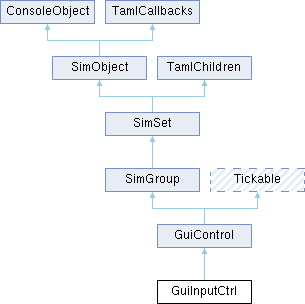 ConsoleObject TamlCallbacks
SimObject TamlChildren
SimSet
SimGroup Tickable
GuiControl
GuiInputCtrl